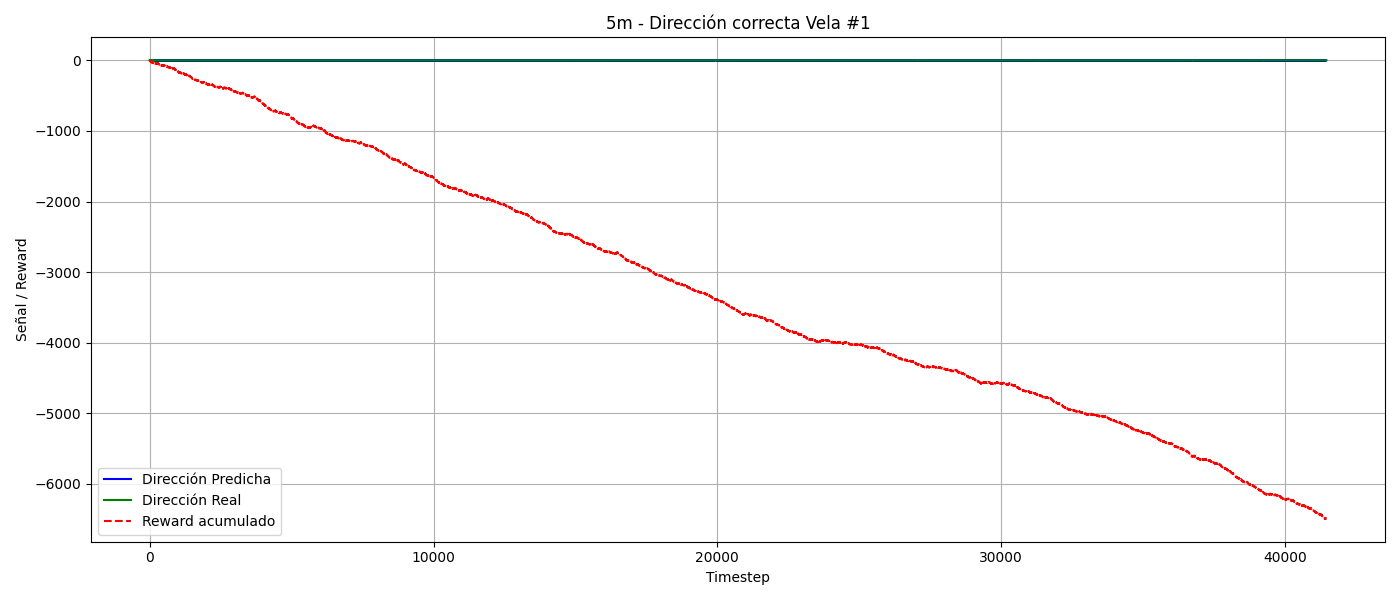 5m - Dirección correcta Vela #1
Señal / Reward
0
−1000
−2000
−3000
−4000
−5000
−6000
Dirección Predicha
Dirección Real
Reward acumulado
0 10000 20000 30000 40000
Timestep